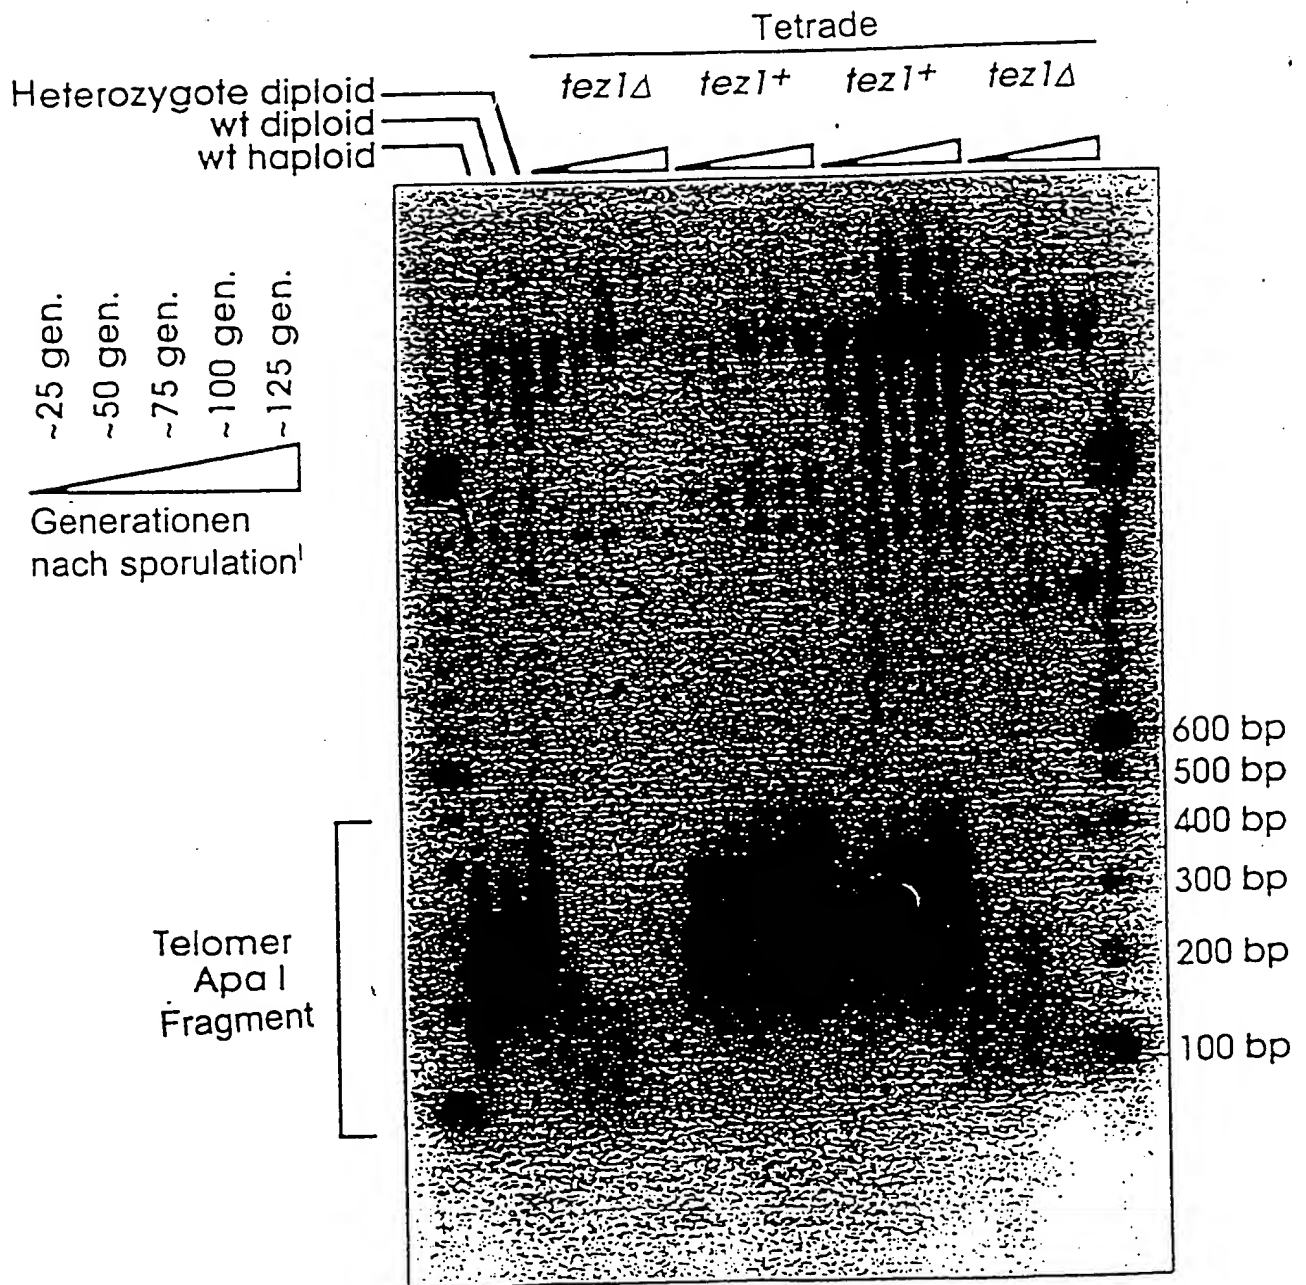 Tetrade
tez1Δ tez1+ tez1+ tez1Δ
Heterozygote diploid
wt diploid
wt haploid
~25 gen.
~50 gen.
~75 gen.
~100 gen.
~125 gen.
Generationen
nach sporulation
600 bp
500 bp
400 bp
300 bp
200 bp
100 bp
Telomer
Apa I
Fragment